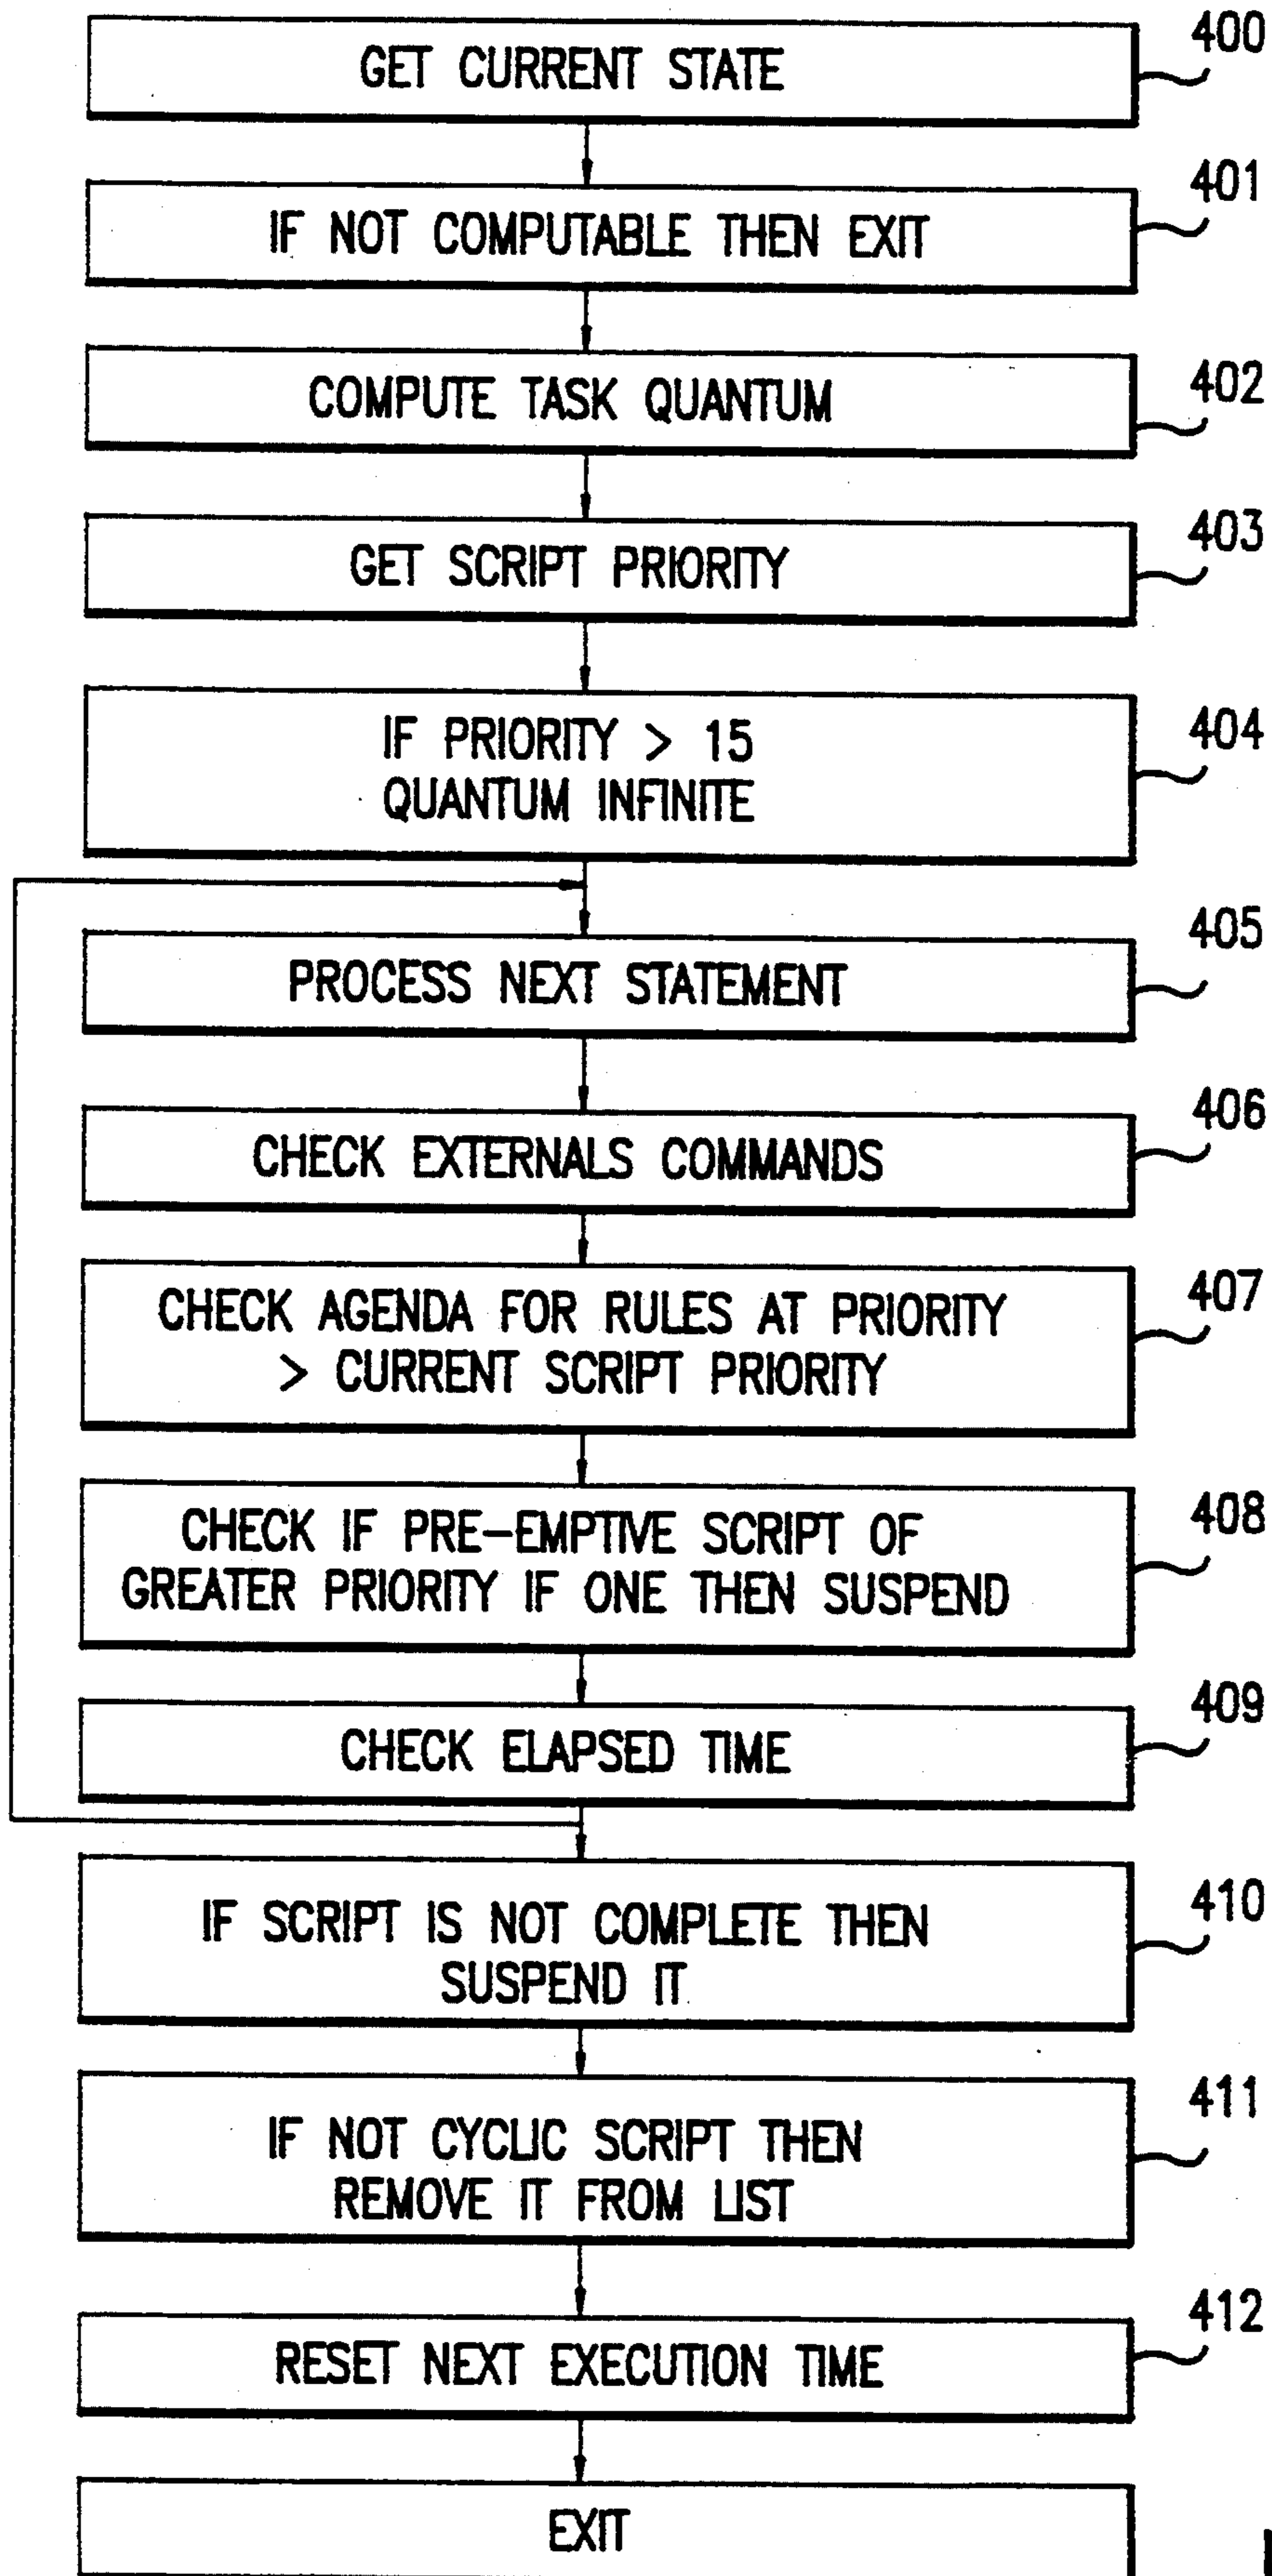 GET CURRENT STATE
400
IF NOT COMPUTABLE THEN EXIT
401
COMPUTE TASK QUANTUM
402
GET SCRIPT PRIORITY
403
IF PRIORITY > 15
QUANTUM INFINITE
404
PROCESS NEXT STATEMENT
405
CHECK EXTERNALS COMMANDS
406
CHECK AGENDA FOR RULES AT PRIORITY
> CURRENT SCRIPT PRIORITY
407
CHECK IF PRE-EMPTIVE SCRIPT OF
GREATER PRIORITY IF ONE THEN SUSPEND
408
CHECK ELAPSED TIME
409
IF SCRIPT IS NOT COMPLETE THEN
SUSPEND IT
410
IF NOT CYCLIC SCRIPT THEN
REMOVE IT FROM LIST
411
RESET NEXT EXECUTION TIME
412
EXIT